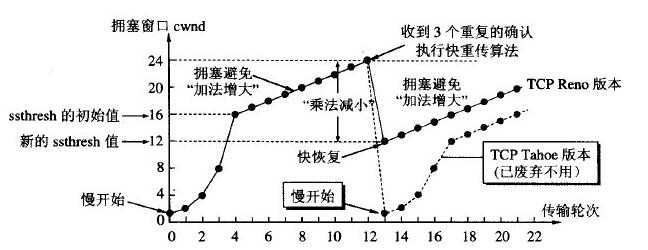 拥塞窗口 cwnd
收到 3 个重复的确认
执行快重传算法
24
20
拥塞避免
“加法增大”
“乘法减小”
拥塞避免
“加法增大”
TCP Reno 版本
ssthresh 的初始值
16
新的 ssthresh 值
12
快恢复
8
TCP Tahoe 版本
(已废弃不用)
4
慢开始
慢开始
0
传输轮次
0 2 4 6 8 10 12 14 16 18 20 22